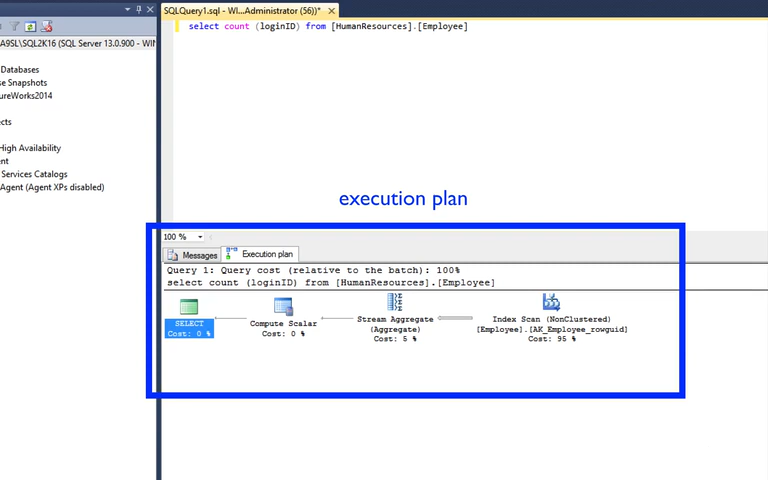 SQLQuery1.sql - WI...Administrator (56))*
select count (loginID) from [HumanResources].[Employee]
A9SL\SQL2K16 (SQL Server 13.0.900 - WIN
Databases
se Snapshots
ureWorks2014
ects
High Availability
ent
Services Catalogs
Agent (Agent XPs disabled)
execution plan
100 %
Messages
Execution plan
Query 1: Query cost (relative to the batch): 100%
select count (loginID) from [HumanResources].[Employee]
SELECT
Cost: 0 %
Compute Scalar
Cost: 0 %
Stream Aggregate
(Aggregate)
Cost: 5 %
Index Scan (NonClustered)
[Employee].[AK_Employee_rowguid]
Cost: 95 %